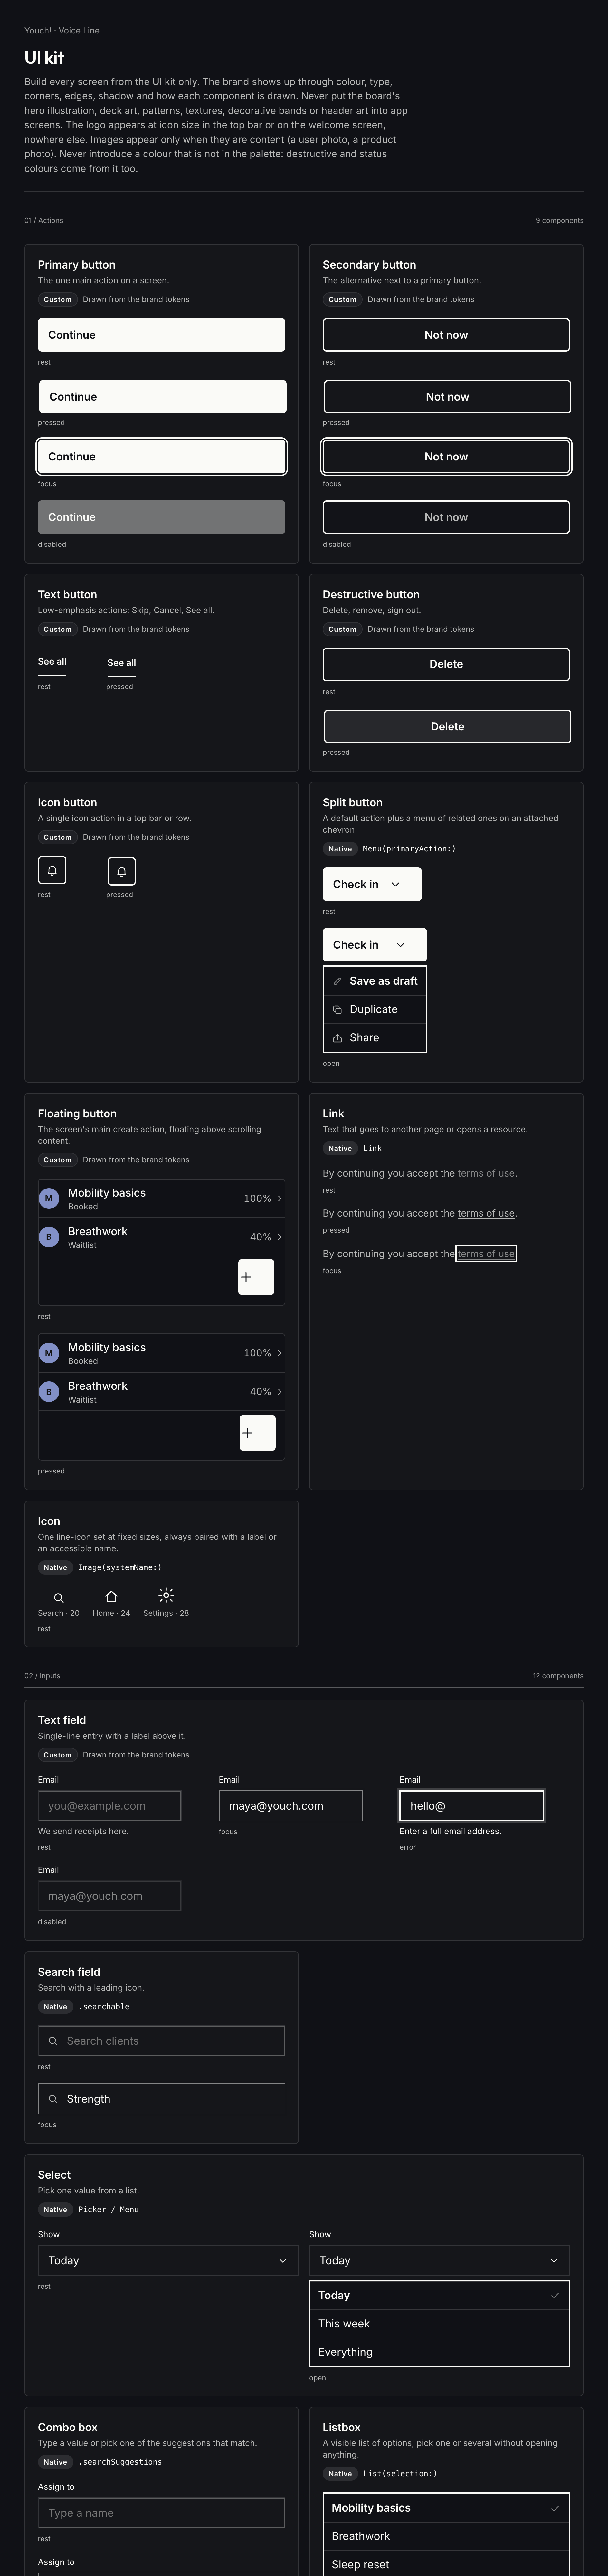 Youch! · Voice Line
UI kit
Build every screen from the UI kit only. The brand shows up through colour, type,
corners, edges, shadow and how each component is drawn. Never put the board's
hero illustration, deck art, patterns, textures, decorative bands or header art into app
screens. The logo appears at icon size in the top bar or on the welcome screen,
nowhere else. Images appear only when they are content (a user photo, a product
photo). Never introduce a colour that is not in the palette: destructive and status
colours come from it too.
01 / Actions
9 components
Primary button
The one main action on a screen.
Custom Drawn from the brand tokens
Continue
rest
Continue
pressed
Continue
focus
Continue
disabled
Secondary button
The alternative next to a primary button.
Custom Drawn from the brand tokens
Not now
rest
Not now
pressed
Not now
focus
Not now
disabled
Text button
Low-emphasis actions: Skip, Cancel, See all.
Custom Drawn from the brand tokens
See all
rest
See all
pressed
Destructive button
Delete, remove, sign out.
Custom Drawn from the brand tokens
Delete
rest
Delete
pressed
Icon button
A single icon action in a top bar or row.
Custom Drawn from the brand tokens
rest
pressed
Split button
A default action plus a menu of related ones on an attached
chevron.
Native Menu(primaryAction:)
Check in
rest
Check in
Save as draft
Duplicate
Share
open
Floating button
The screen's main create action, floating above scrolling
content.
Custom Drawn from the brand tokens
M Mobility basics 100%
Booked
B Breathwork 40%
Waitlist
rest
M Mobility basics 100%
Booked
B Breathwork 40%
Waitlist
pressed
Link
Text that goes to another page or opens a resource.
Native Link
By continuing you accept the terms of use.
rest
By continuing you accept the terms of use.
pressed
By continuing you accept the terms of use.
focus
Icon
One line-icon set at fixed sizes, always paired with a label or
an accessible name.
Native Image(systemName:)
Search · 20
Home · 24
Settings · 28
rest
02 / Inputs
12 components
Text field
Single-line entry with a label above it.
Custom Drawn from the brand tokens
Email
you@example.com
We send receipts here.
rest
Email
maya@youch.com
focus
Email
hello@
Enter a full email address.
error
Email
maya@youch.com
disabled
Search field
Search with a leading icon.
Native .searchable
Search clients
rest
Strength
focus
Select
Pick one value from a list.
Native Picker / Menu
Show
Today
rest
Show
Today
Today
This week
Everything
open
Combo box
Type a value or pick one of the suggestions that match.
Native .searchSuggestions
Assign to
Type a name
rest
Assign to
Listbox
A visible list of options; pick one or several without opening
anything.
Native List(selection:)
Mobility basics
Breathwork
Sleep reset